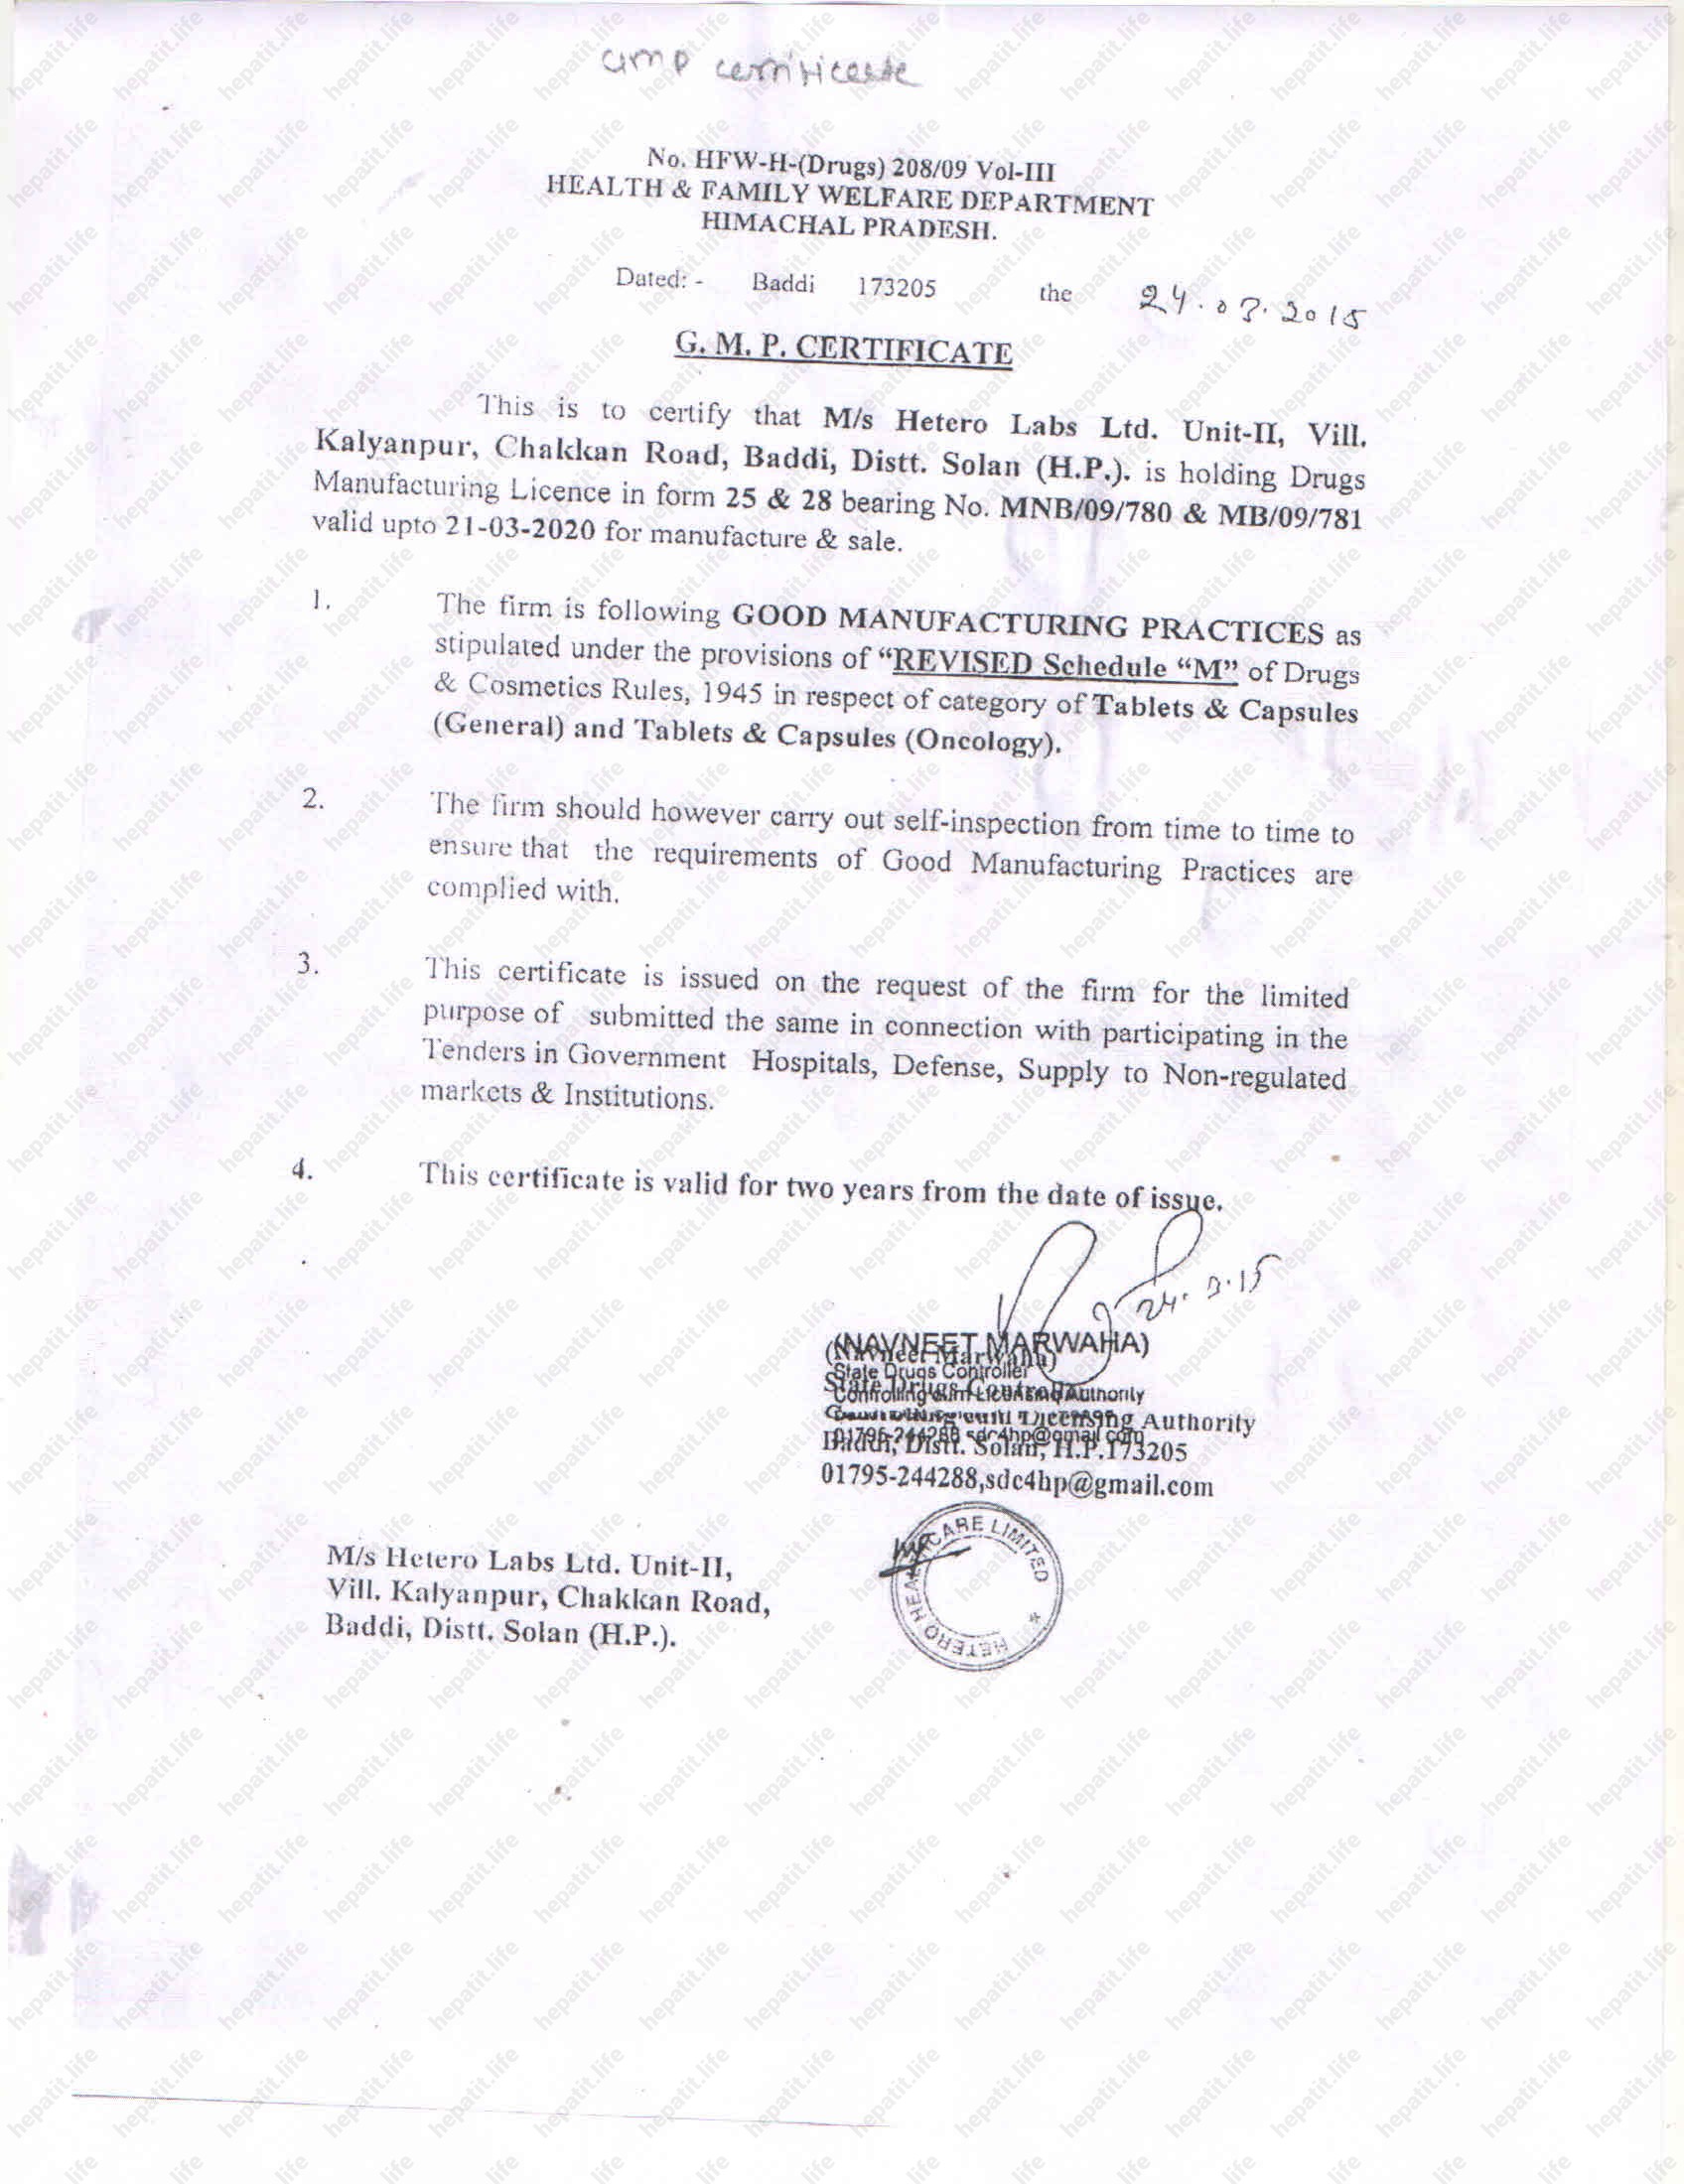 GMP certificate
No. HFW-H-(Drugs) 208/09 Vol-III
HEALTH & FAMILY WELFARE DEPARTMENT
HIMACHAL PRADESH.
Dated: - Baddi 173205 the 24.03.2015
G. M. P. CERTIFICATE
This is to certify that M/s Hetero Labs Ltd. Unit-II, Vill.
Kalyanpur, Chakkan Road, Baddi, Distt. Solan (H.P.). is holding Drugs
Manufacturing Licence in form 25 & 28 bearing No. MNB/09/780 & MB/09/781
valid upto 21-03-2020 for manufacture & sale.
1. The firm is following GOOD MANUFACTURING PRACTICES as
stipulated under the provisions of “REVISED Schedule “M” of Drugs
& Cosmetics Rules, 1945 in respect of category of Tablets & Capsules
(General) and Tablets & Capsules (Oncology).
2. The firm should however carry out self-inspection from time to time to
ensure that the requirements of Good Manufacturing Practices are
complied with.
3. This certificate is issued on the request of the firm for the limited
purpose of submitted the same in connection with participating in the
Tenders in Government Hospitals, Defense, Supply to Non-regulated
markets & Institutions.
4. This certificate is valid for two years from the date of issue.
24.3.15
(NAVNEET MARWAHA)
(Navneet Marwaha)
State Drugs Controller
State Drugs Controller
Controlling cum Licensing Authority
Controlling cum Licensing Authority
01795-244288 sdc4hp@gmail.com
Baddi, Distt. Solan, H.P.173205
01795-244288,sdc4hp@gmail.com
HETERO HEALTHCARE LIMITED
M/s Hetero Labs Ltd. Unit-II,
Vill. Kalyanpur, Chakkan Road,
Baddi, Distt. Solan (H.P.).
hepatit.life